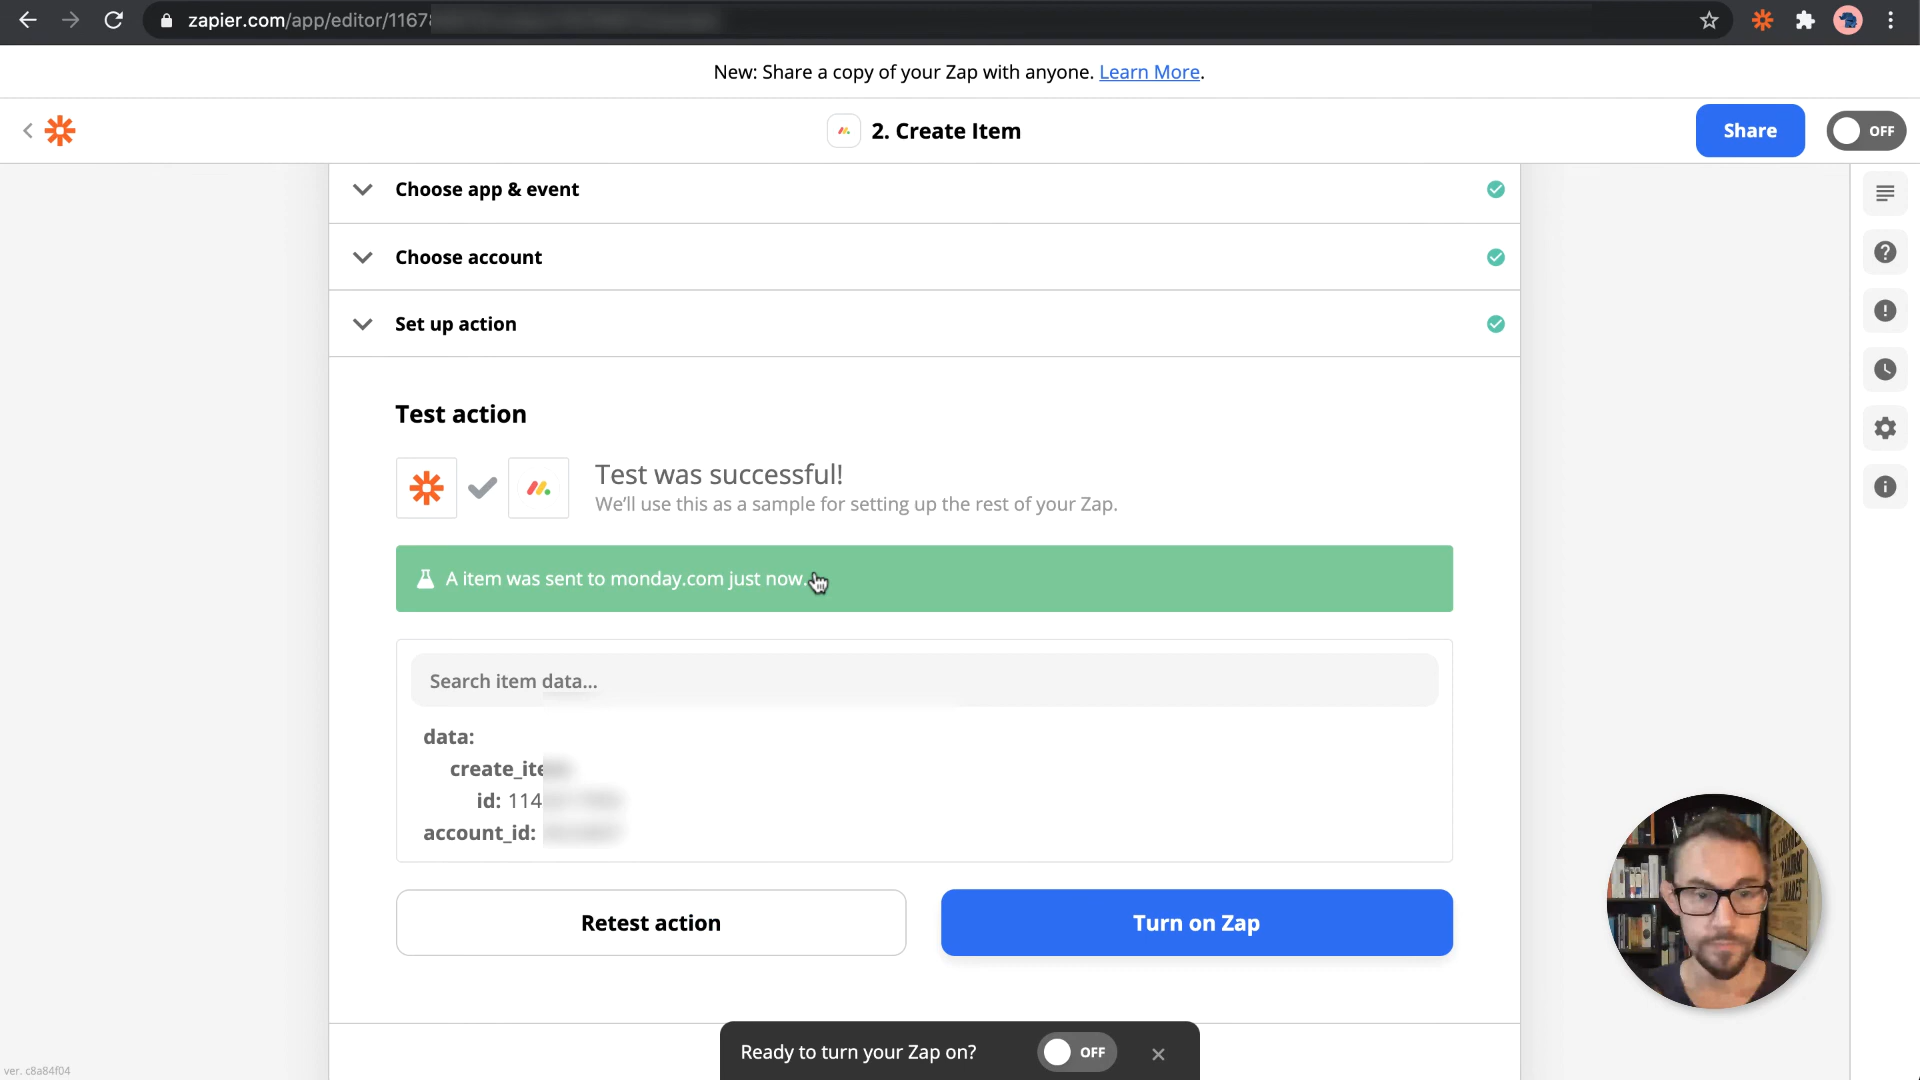 zapier.com/app/editor/1167
New: Share a copy of your Zap with anyone. Learn More.
2. Create Item
Share
OFF
Choose app & event
Choose account
Set up action
Test action
Test was successful!
We'll use this as a sample for setting up the rest of your Zap.
A item was sent to monday.com just now.
Search item data...
data:
create_ite
id: 114
account_id:
Retest action
Turn on Zap
Ready to turn your Zap on?
OFF
ver. c8a84f04